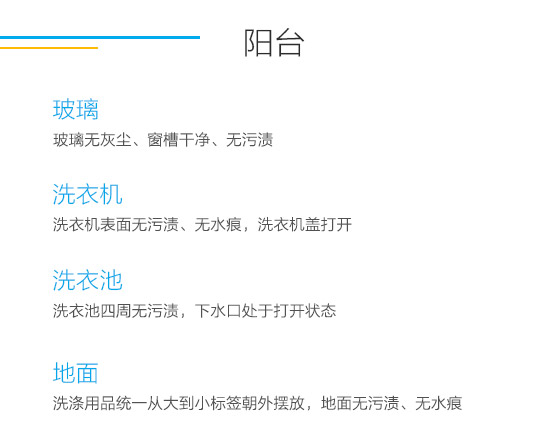 阳台
玻璃
玻璃无灰尘、窗槽干净、无污渍
洗衣机
洗衣机表面无污渍、无水痕，洗衣机盖打开
洗衣池
洗衣池四周无污渍，下水口处于打开状态
地面
洗涤用品统一从大到小标签朝外摆放，地面无污渍、无水痕